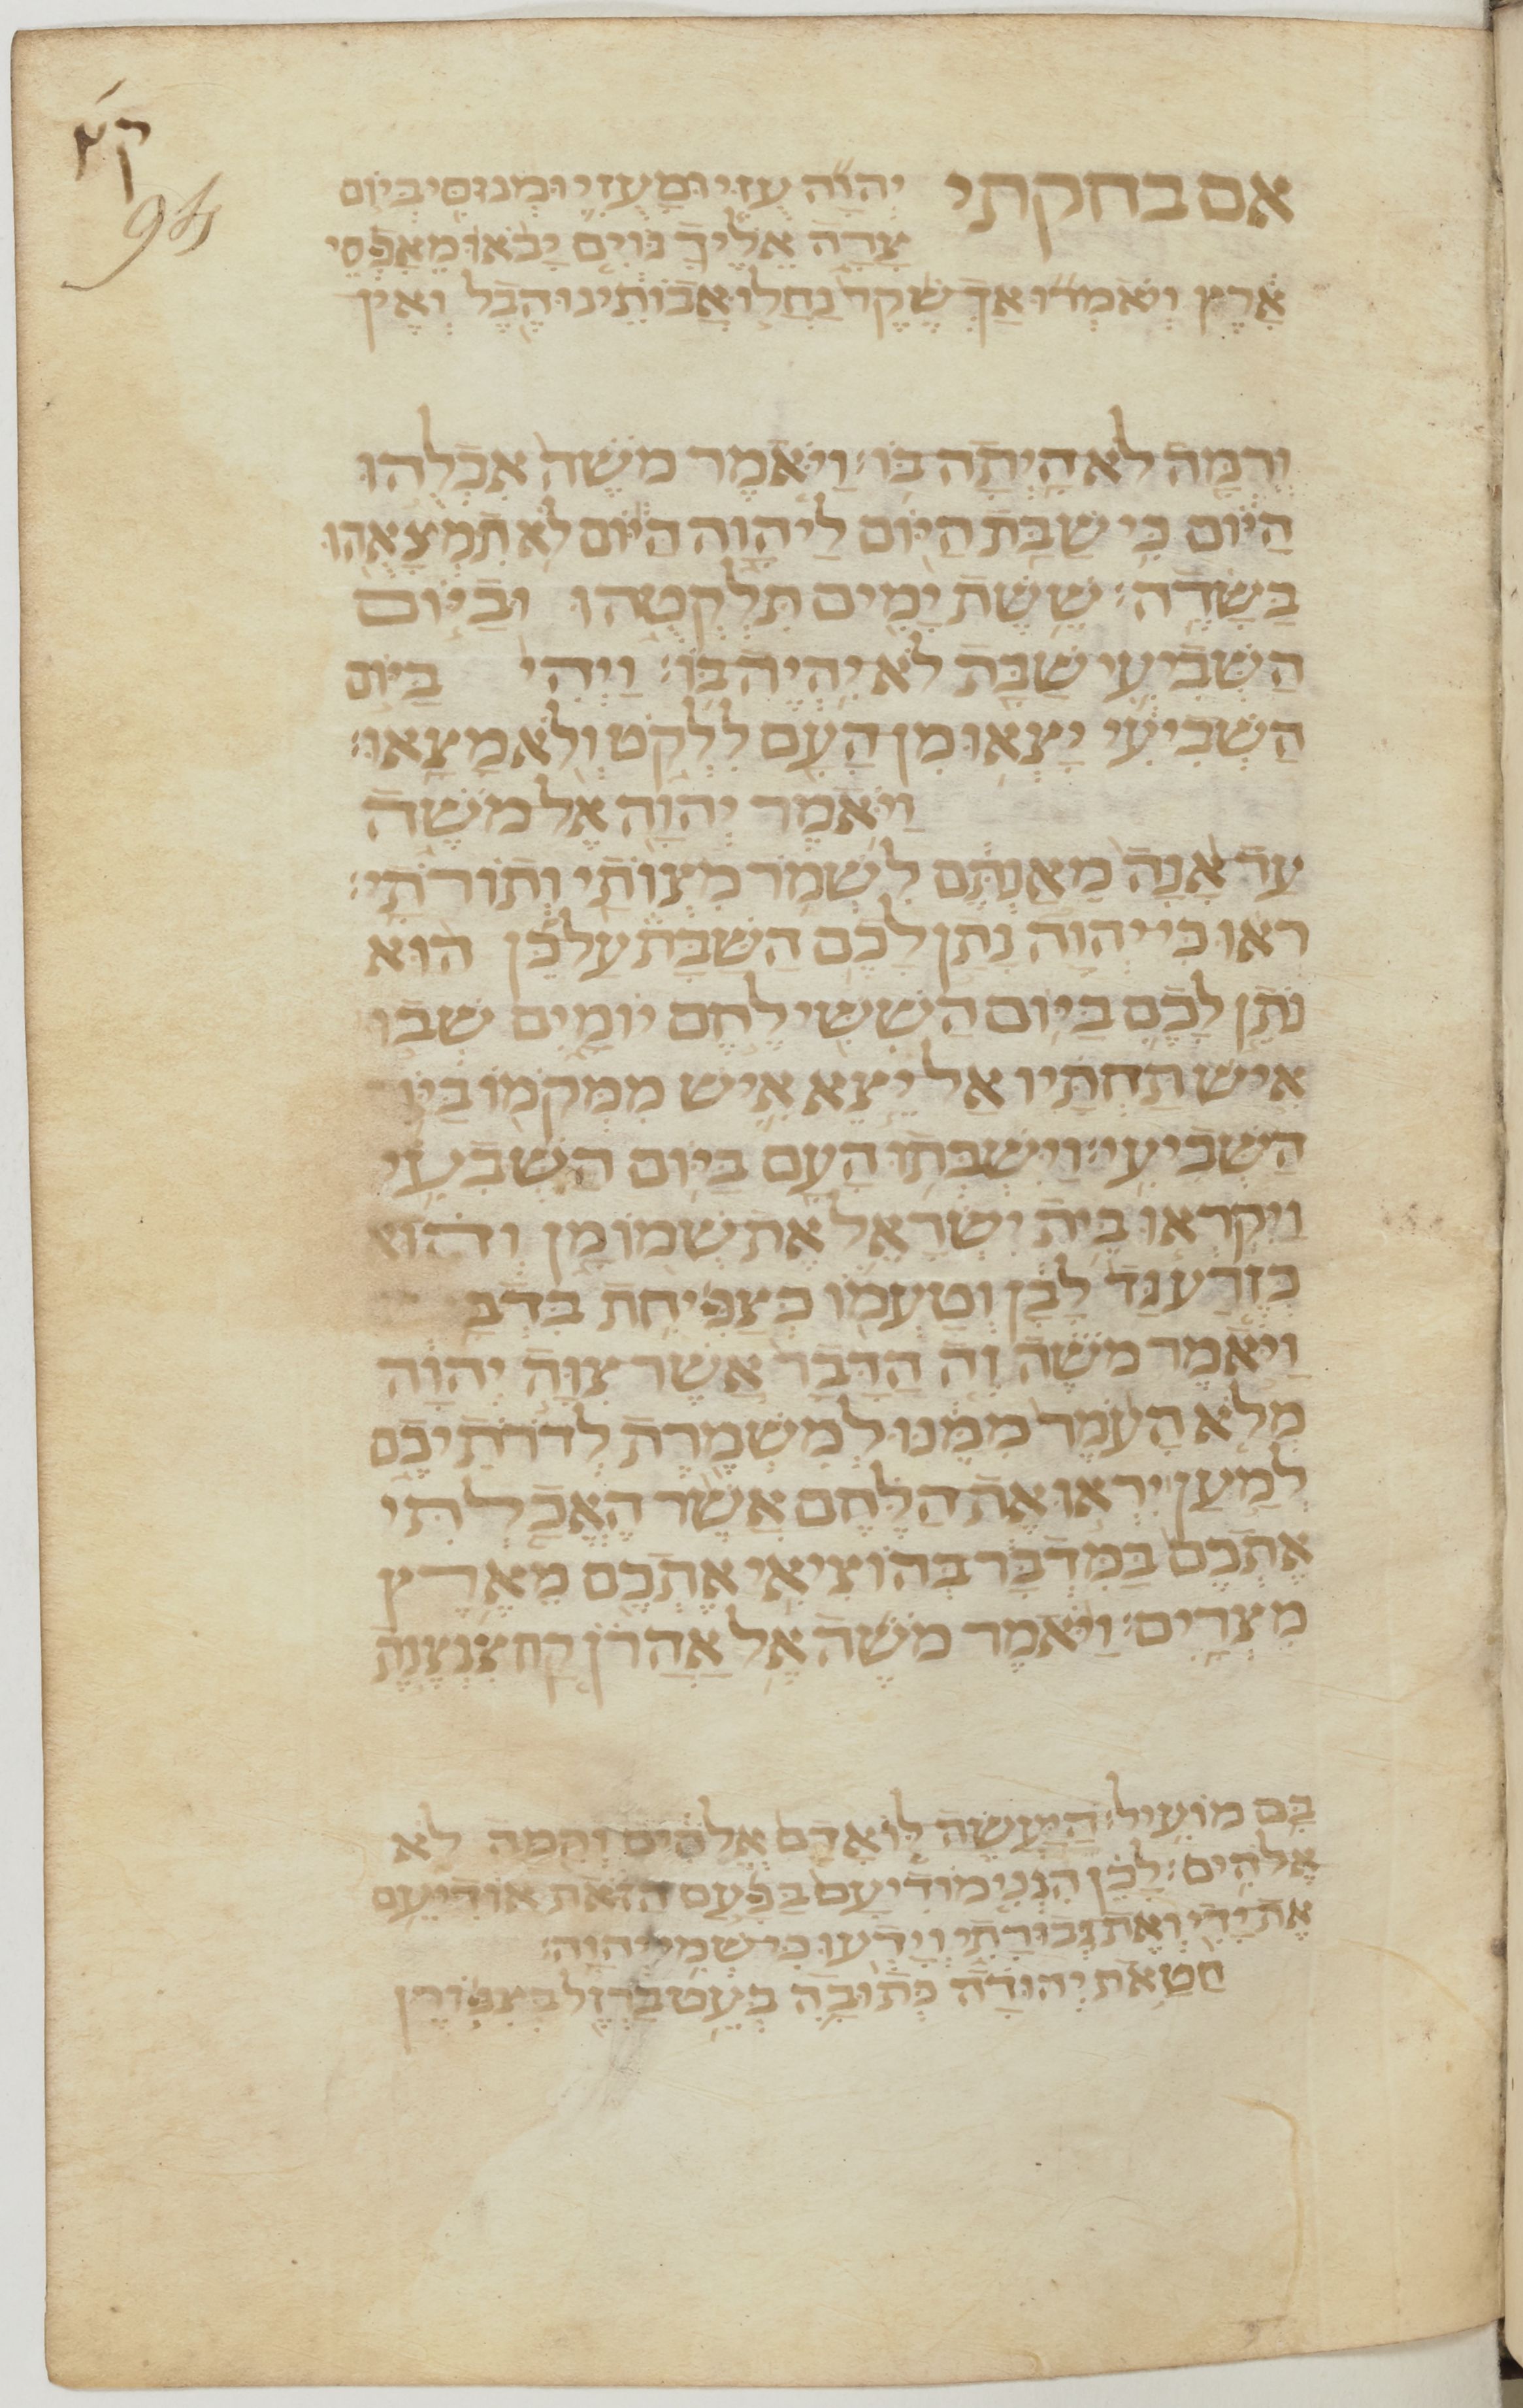 94
אם בחקתי יהוה עזי ומעזי ומנוסי ביום
צרה אליך גוים יבאו מאפסי
ארץ ויאמרו אך שקר נחלו אבותינו הבל ואין
ורמה לא היתה בו׃ ויאמר משה אכלהו
היום כי שבת היום ליהוה היום לא תמצאהו
בשדה׃ ששת ימים תלקטהו וביום
השביעי שבת לא יהיה בו׃ ויהי ביום
השביעי יצאו מן העם ללקט ולא מצאו׃
ויאמר יהוה אל משה
עד אנה מאנתם לשמר מצותי ותורתי׃
ראו כי יהוה נתן לכם השבת על כן הוא
נתן לכם ביום הששי לחם יומים שבו
איש תחתיו אל יצא איש ממקמו ביו
השביעי׃ וישבתו העם ביום השבעי
ויקראו בית ישראל את שמו מן והוא
כזרע גד לבן וטעמו כצפיחת בדב
ויאמר משה זה הדבר אשר צוה יהוה
מלא העמר ממנו למשמרת לדרתיכם
למען יראו את הלחם אשר האכלתי
אתכם במדבר בהוציאי אתכם מארץ
מצרים׃ ויאמר משה אל אהרן קח צנצנת
בם מועיל׃ היעשה לו אדם אלהים והמה לא
אלהים׃ לכן הנני מודיעם בפעם הזאת אודיעם
את ידי ואת גבורתי וידעו כי שמי יהוה׃
חטאת יהודה כתובה בעט ברזל בצפרן